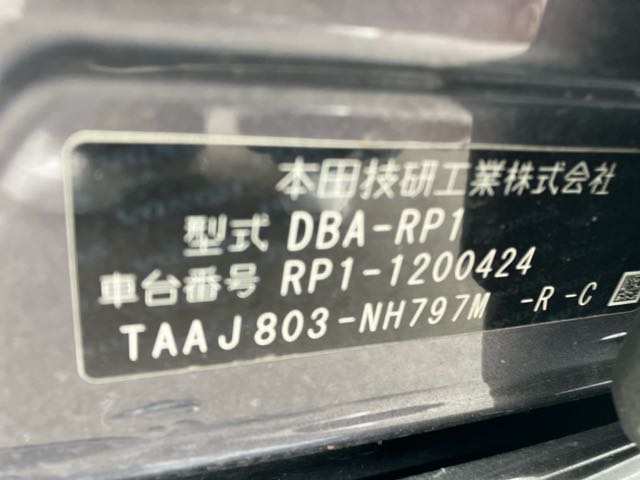 本田技研工業株式会社
型式 DBA-RP1
車台番号 RP1-1200424
TAAJ803-NH797M -R -C